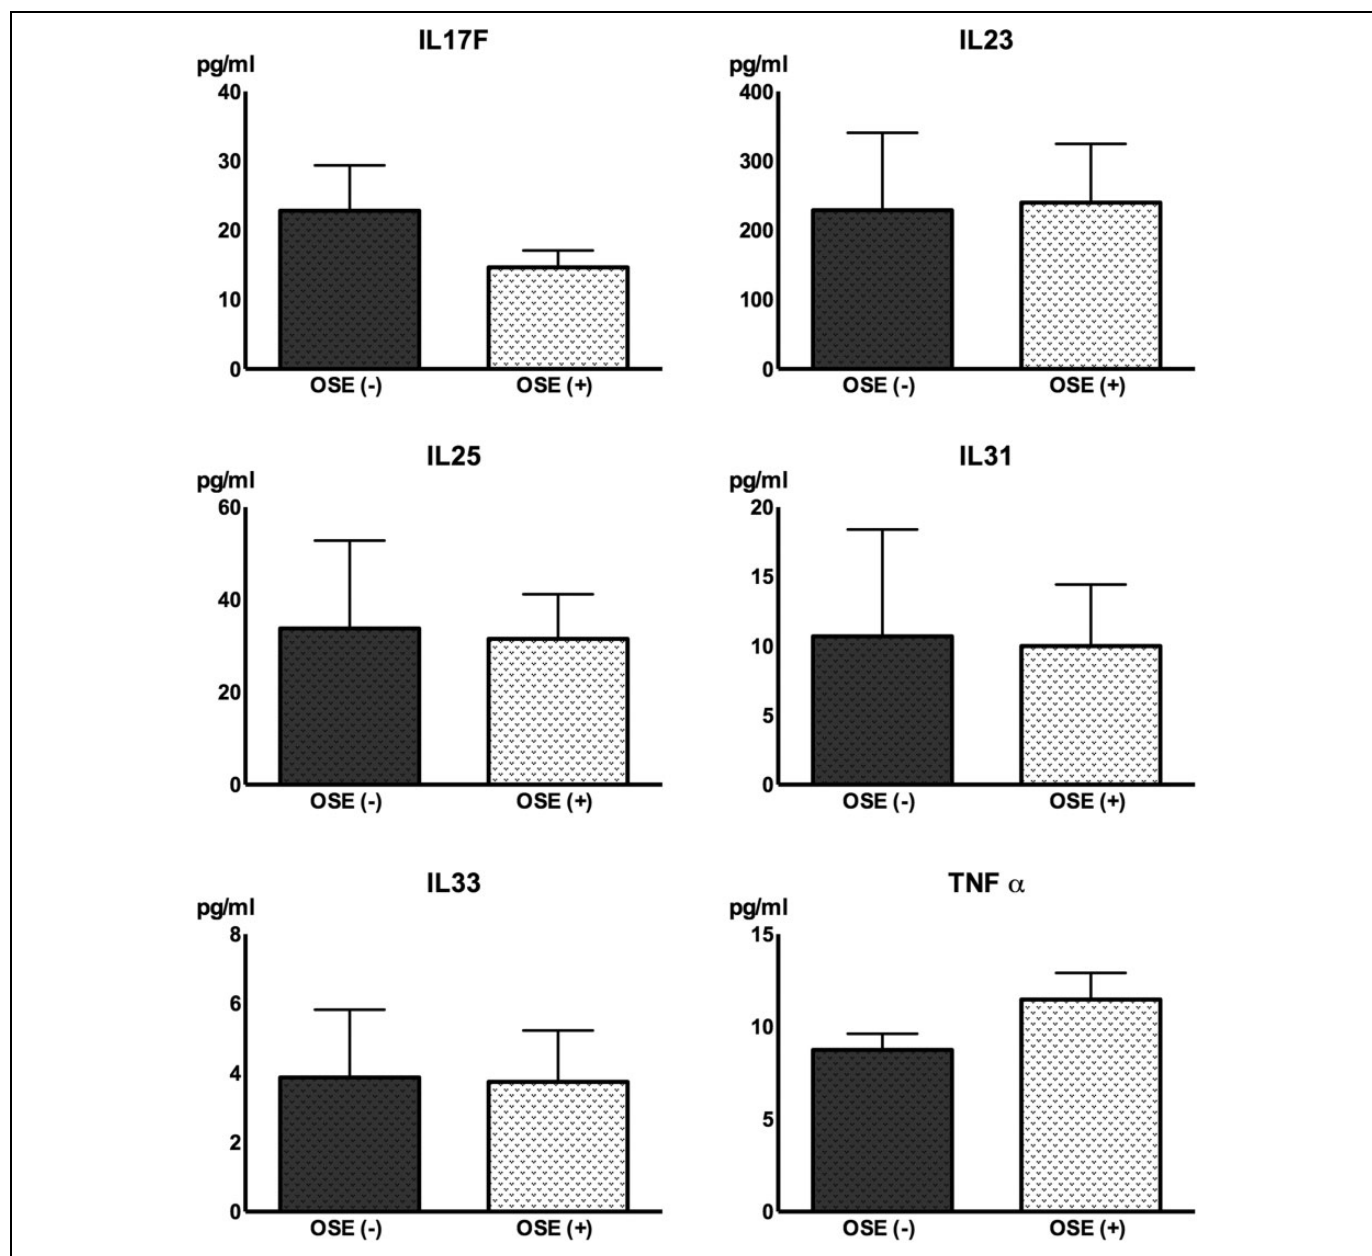 IL17F
pg/ml
40
30
20
10
0
OSE (-) OSE (+)
IL23
pg/ml
400
300
200
100
0
OSE (-) OSE (+)
IL25
pg/ml
60
40
20
0
OSE (-) OSE (+)
IL31
pg/ml
20
15
10
5
0
OSE (-) OSE (+)
IL33
pg/ml
8
6
4
2
0
OSE (-) OSE (+)
TNF α
pg/ml
15
10
5
0
OSE (-) OSE (+)